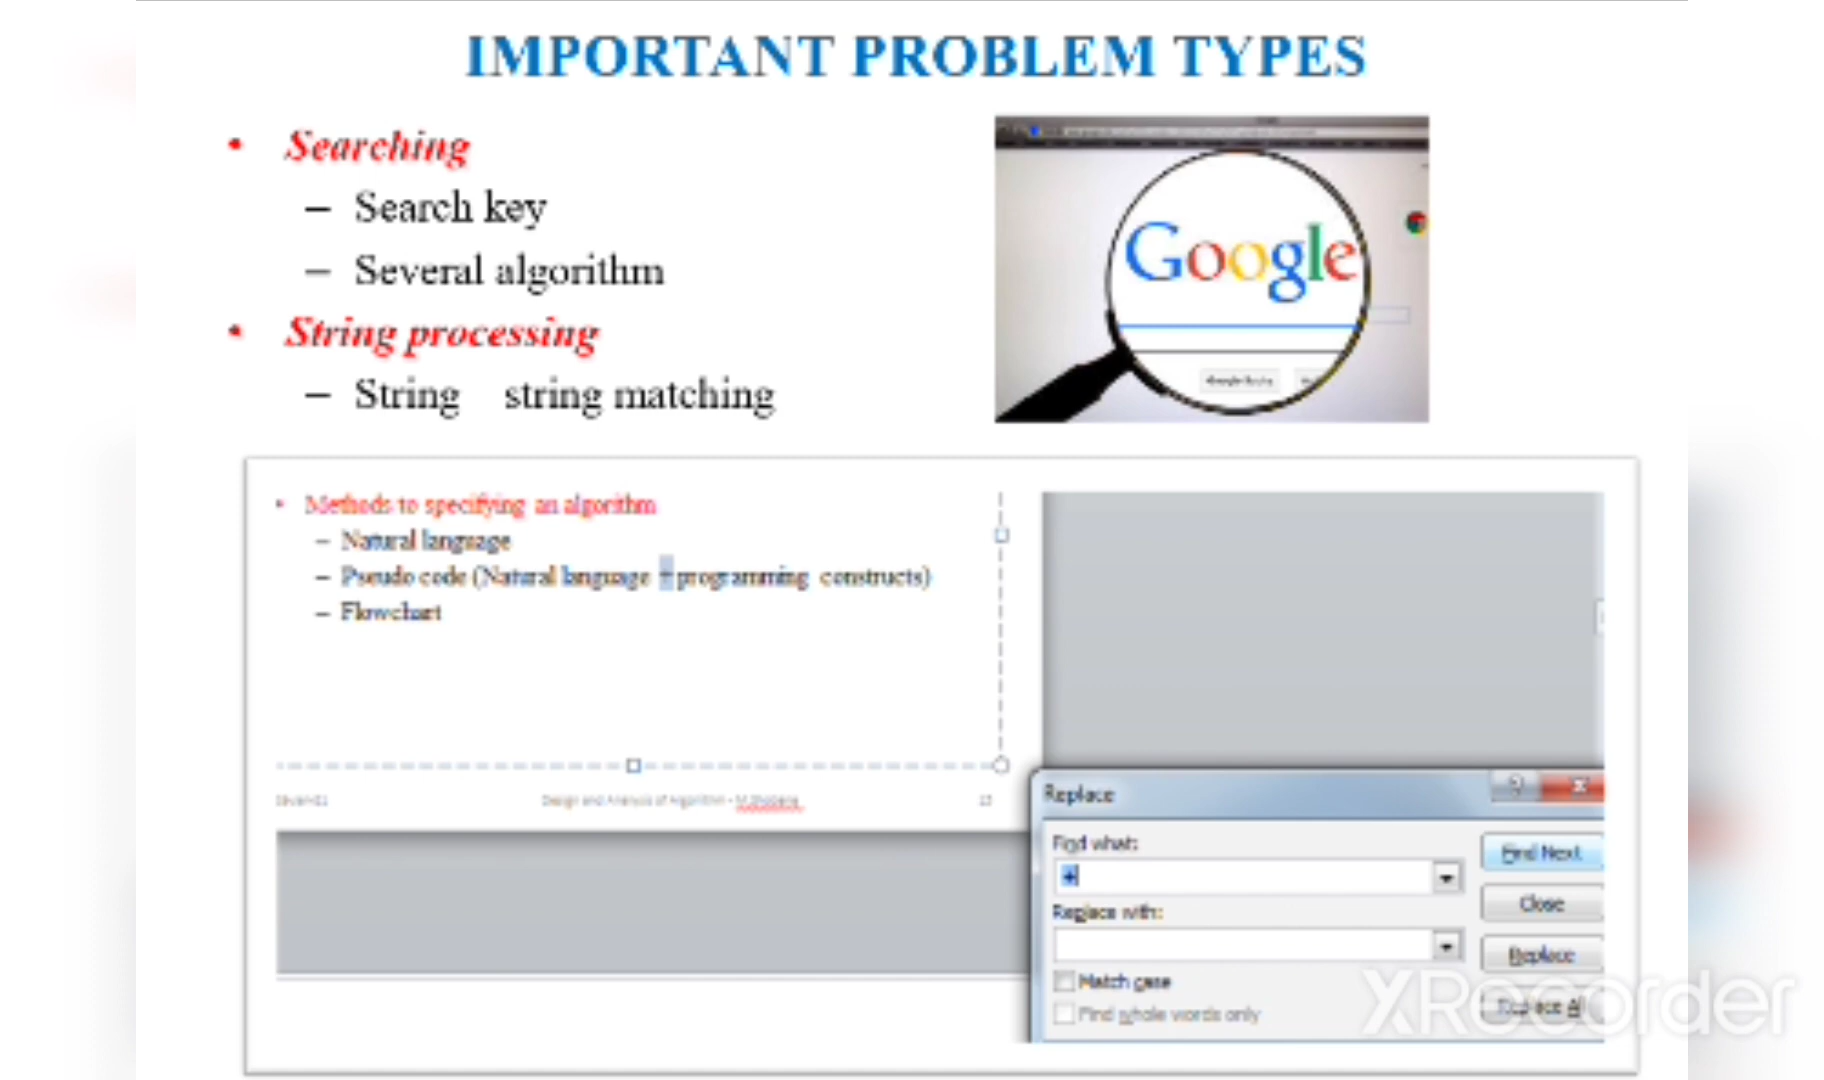 IMPORTANT PROBLEM TYPES
• Searching
– Search key
– Several algorithm
• String processing
– String string matching
Google
• Methods to specifying an algorithm
– Natural language
– Pseudo code (Natural language + programming constructs)
– Flowchart
Design and Analysis of Algorithm -
Replace
Find what:
Find Next
+
Close
Replace with:
Replace
Match case
Find whole words only
Replace All
XRecorder